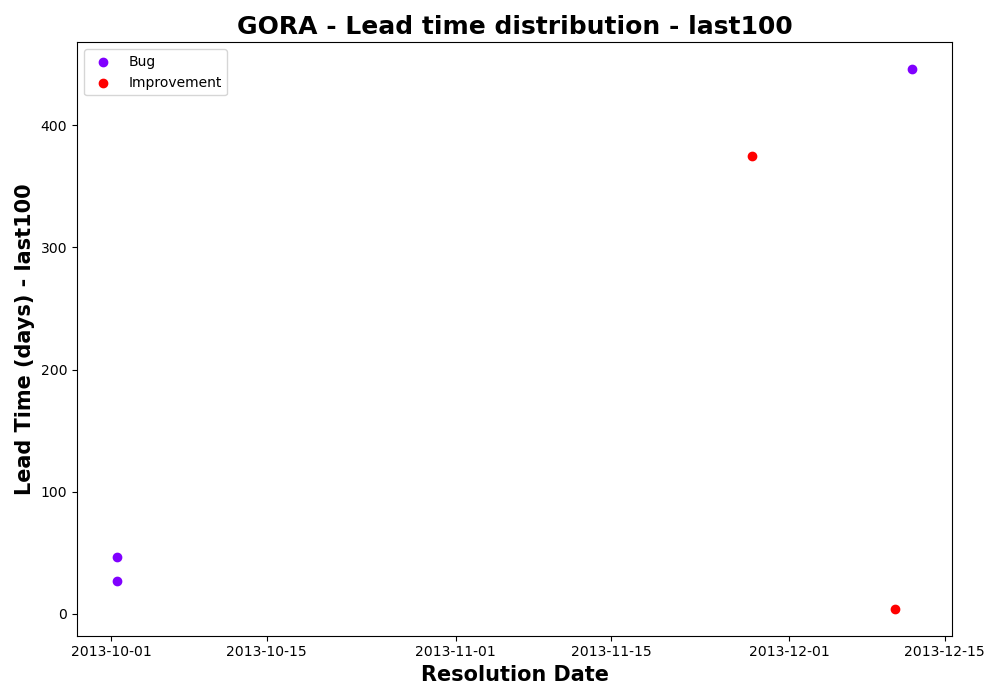 GORA - Lead time distribution - last100
Bug
Improvement
Lead Time (days) - last100
400
300
200
100
0
2013-10-01 2013-10-15 2013-11-01 2013-11-15 2013-12-01 2013-12-15
Resolution Date